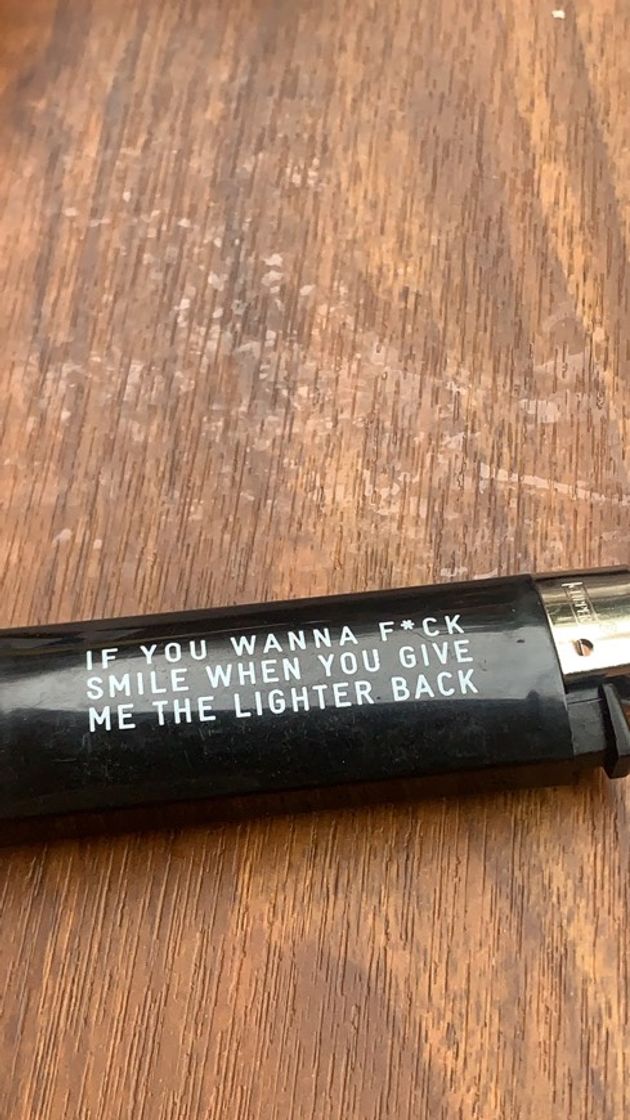 IF YOU WANNA F*CK
SMILE WHEN YOU GIVE
ME THE LIGHTER BACK